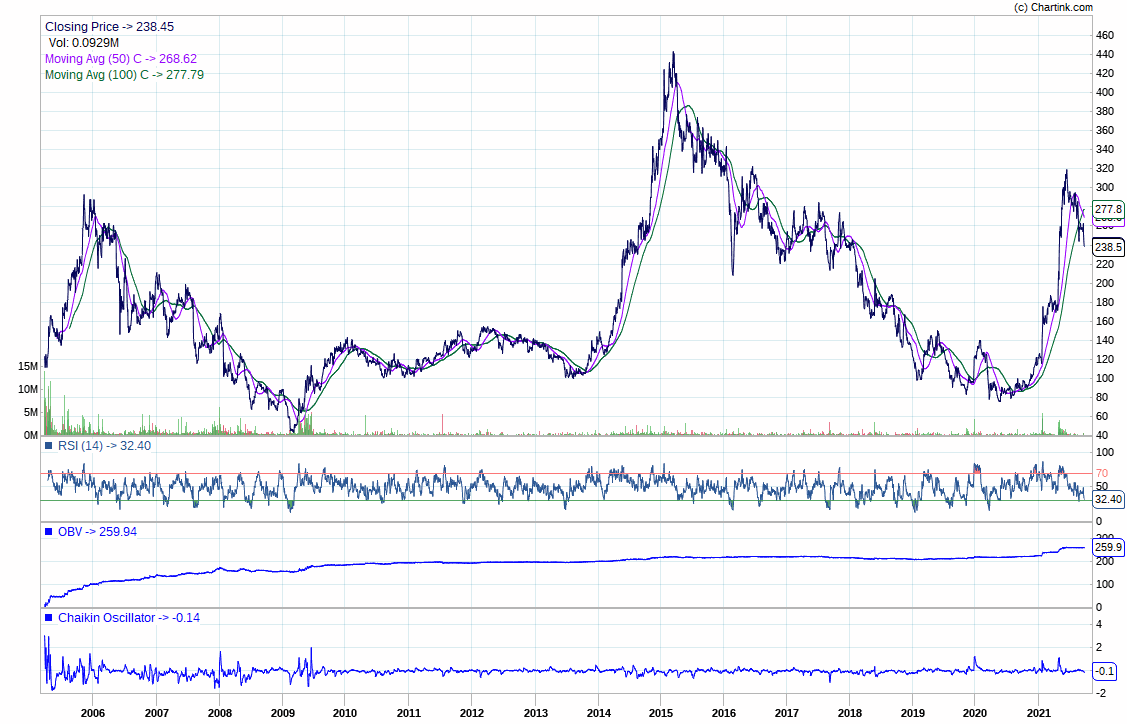 (c) Chartink.com
Closing Price -> 238.45
Vol: 0.0929M
Moving Avg (50) C -> 268.62
Moving Avg (100) C -> 277.79
460
440
420
400
380
360
340
320
300
277.8
238.5
220
200
180
160
140
120
100
80
60
40
15M
10M
5M
0M
RSI (14) -> 32.40
100
70
50
32.40
0
OBV -> 259.94
259.9
200
100
0
Chaikin Oscillator -> -0.14
4
2
-0.1
-2
2006 2007 2008 2009 2010 2011 2012 2013 2014 2015 2016 2017 2018 2019 2020 2021